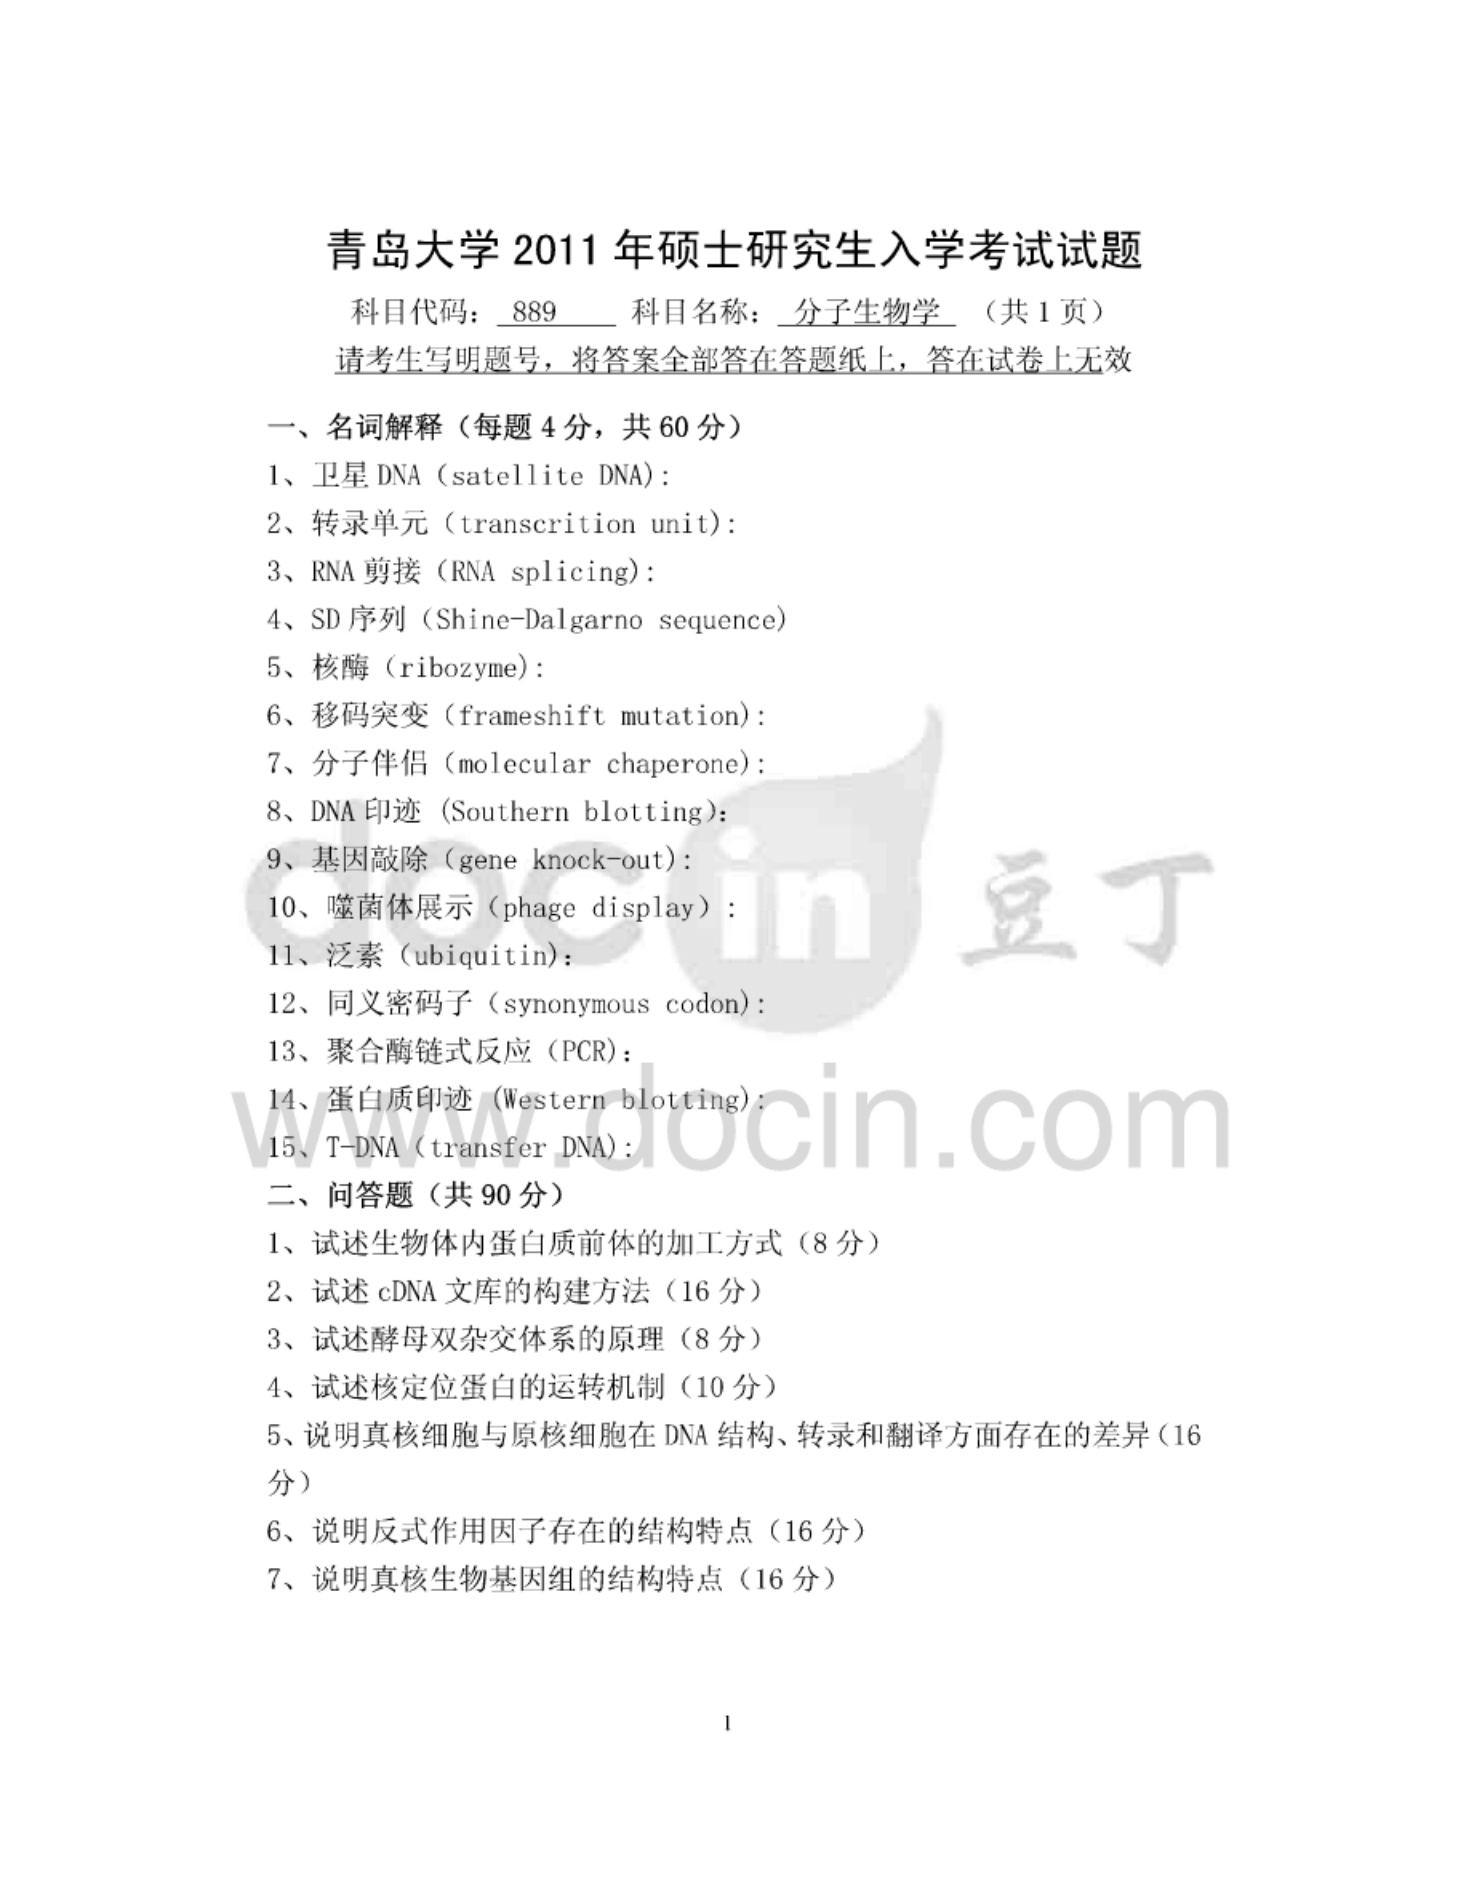 青岛大学 2011 年硕士研究生入学考试试题
科目代码： 889 科目名称： 分子生物学 （共 1 页）
请考生写明题号，将答案全部答在答题纸上，答在试卷上无效
一、名词解释（每题 4 分，共 60 分）
1、卫星 DNA（satellite DNA）:
2、转录单元（transcrition unit）:
3、RNA 剪接（RNA splicing）:
4、SD 序列（Shine-Dalgarno sequence）
5、核酶（ribozyme）:
6、移码突变（frameshift mutation）:
7、分子伴侣（molecular chaperone）:
8、DNA 印迹 (Southern blotting)：
9、基因敲除（gene knock-out）:
10、噬菌体展示（phage display）:
11、泛素（ubiquitin）：
12、同义密码子（synonymous codon）:
13、聚合酶链式反应（PCR）：
14、蛋白质印迹 (Western blotting):
15、T-DNA（transfer DNA）:
二、问答题（共 90 分）
1、试述生物体内蛋白质前体的加工方式（8 分）
2、试述 cDNA 文库的构建方法（16 分）
3、试述酵母双杂交体系的原理（8 分）
4、试述核定位蛋白的运转机制（10 分）
5、说明真核细胞与原核细胞在 DNA 结构、转录和翻译方面存在的差异（16
分）
6、说明反式作用因子存在的结构特点（16 分）
7、说明真核生物基因组的结构特点（16 分）
1
docin 豆丁
www.docin.com